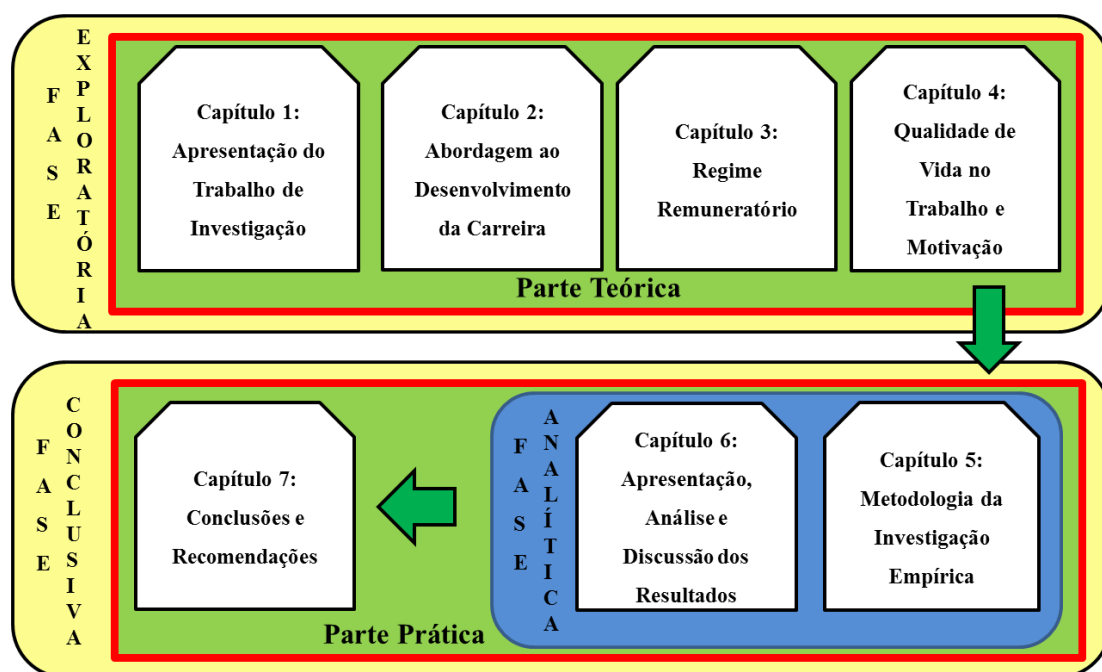 FASE
EXPLORATÓRIA
Capítulo 1:
Apresentação do
Trabalho de
Investigação
Capítulo 2:
Abordagem ao
Desenvolvimento
da Carreira
Capítulo 3:
Regime
Remuneratório
Capítulo 4:
Qualidade de
Vida no
Trabalho e
Motivação
Parte Teórica
FASE
CONCLUSIVA
Capítulo 7:
Conclusões e
Recomendações
FASE
ANALÍTICA
Capítulo 6:
Apresentação,
Análise e
Discussão dos
Resultados
Capítulo 5:
Metodologia da
Investigação
Empírica
Parte Prática